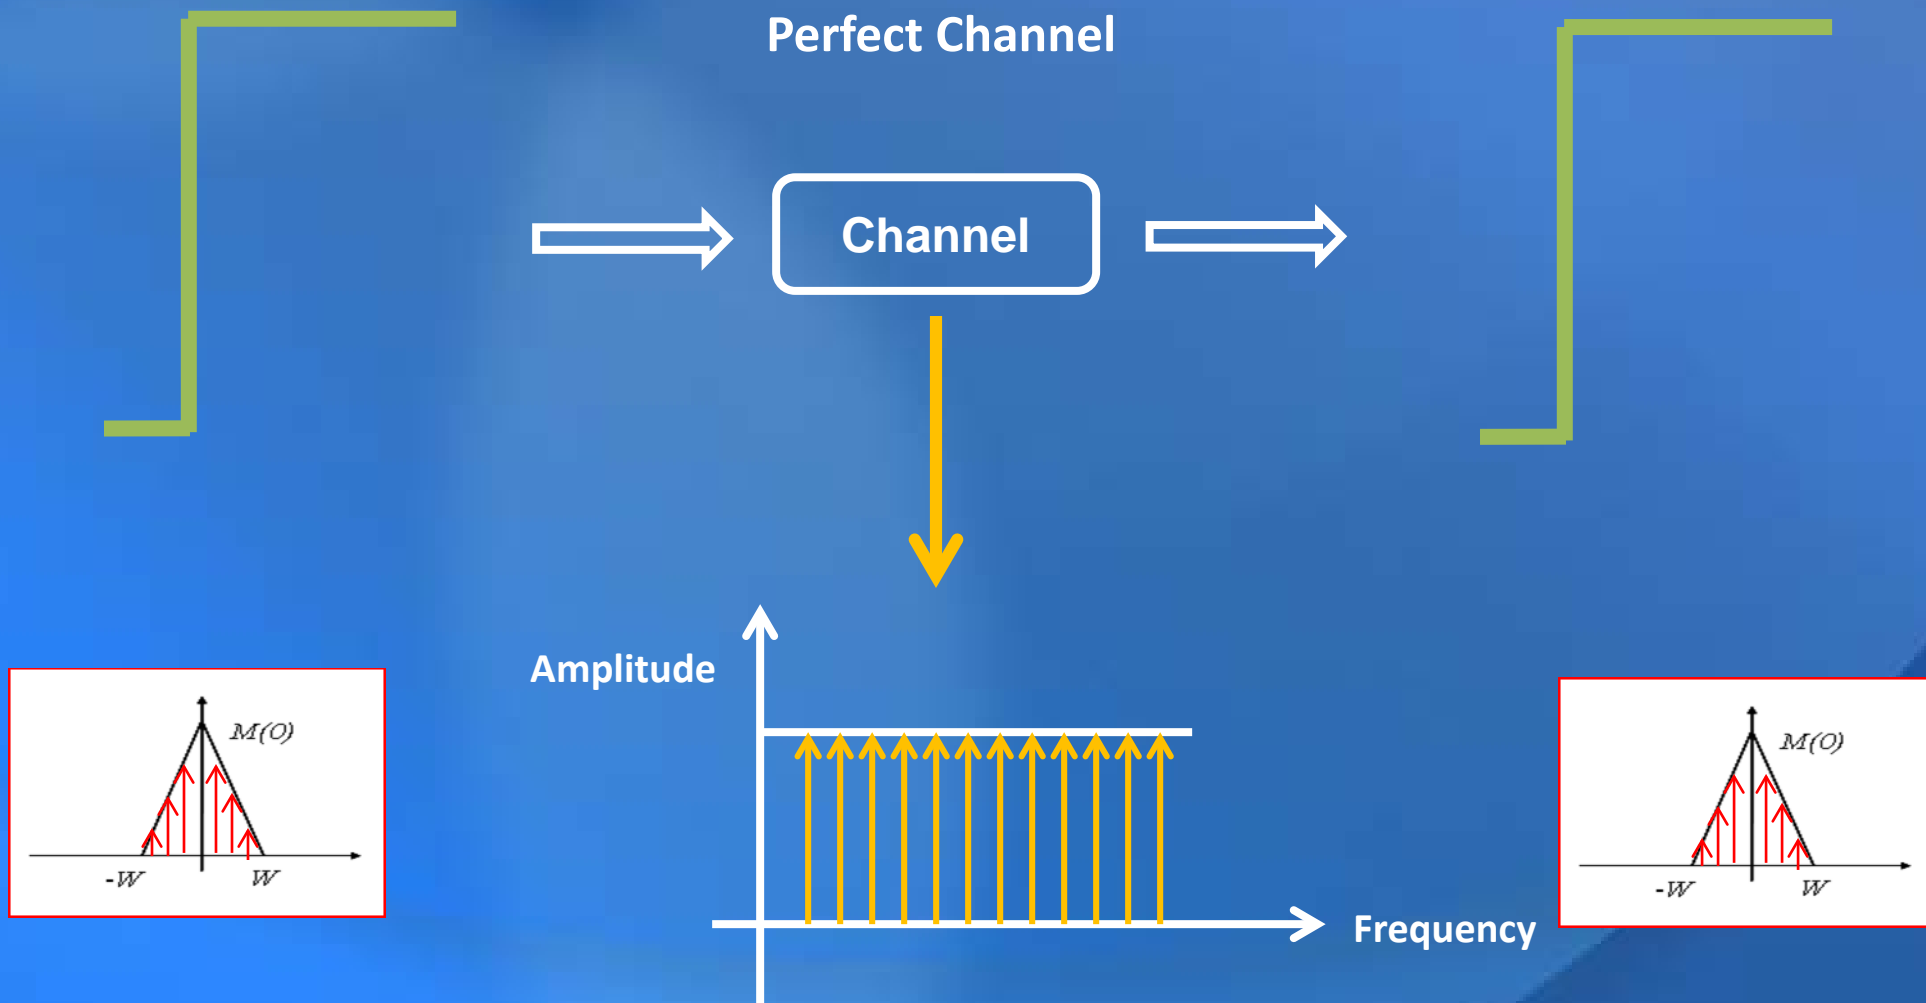 Perfect Channel
Channel
Amplitude
M(O)
-W
W
M(O)
-W
W
Frequency